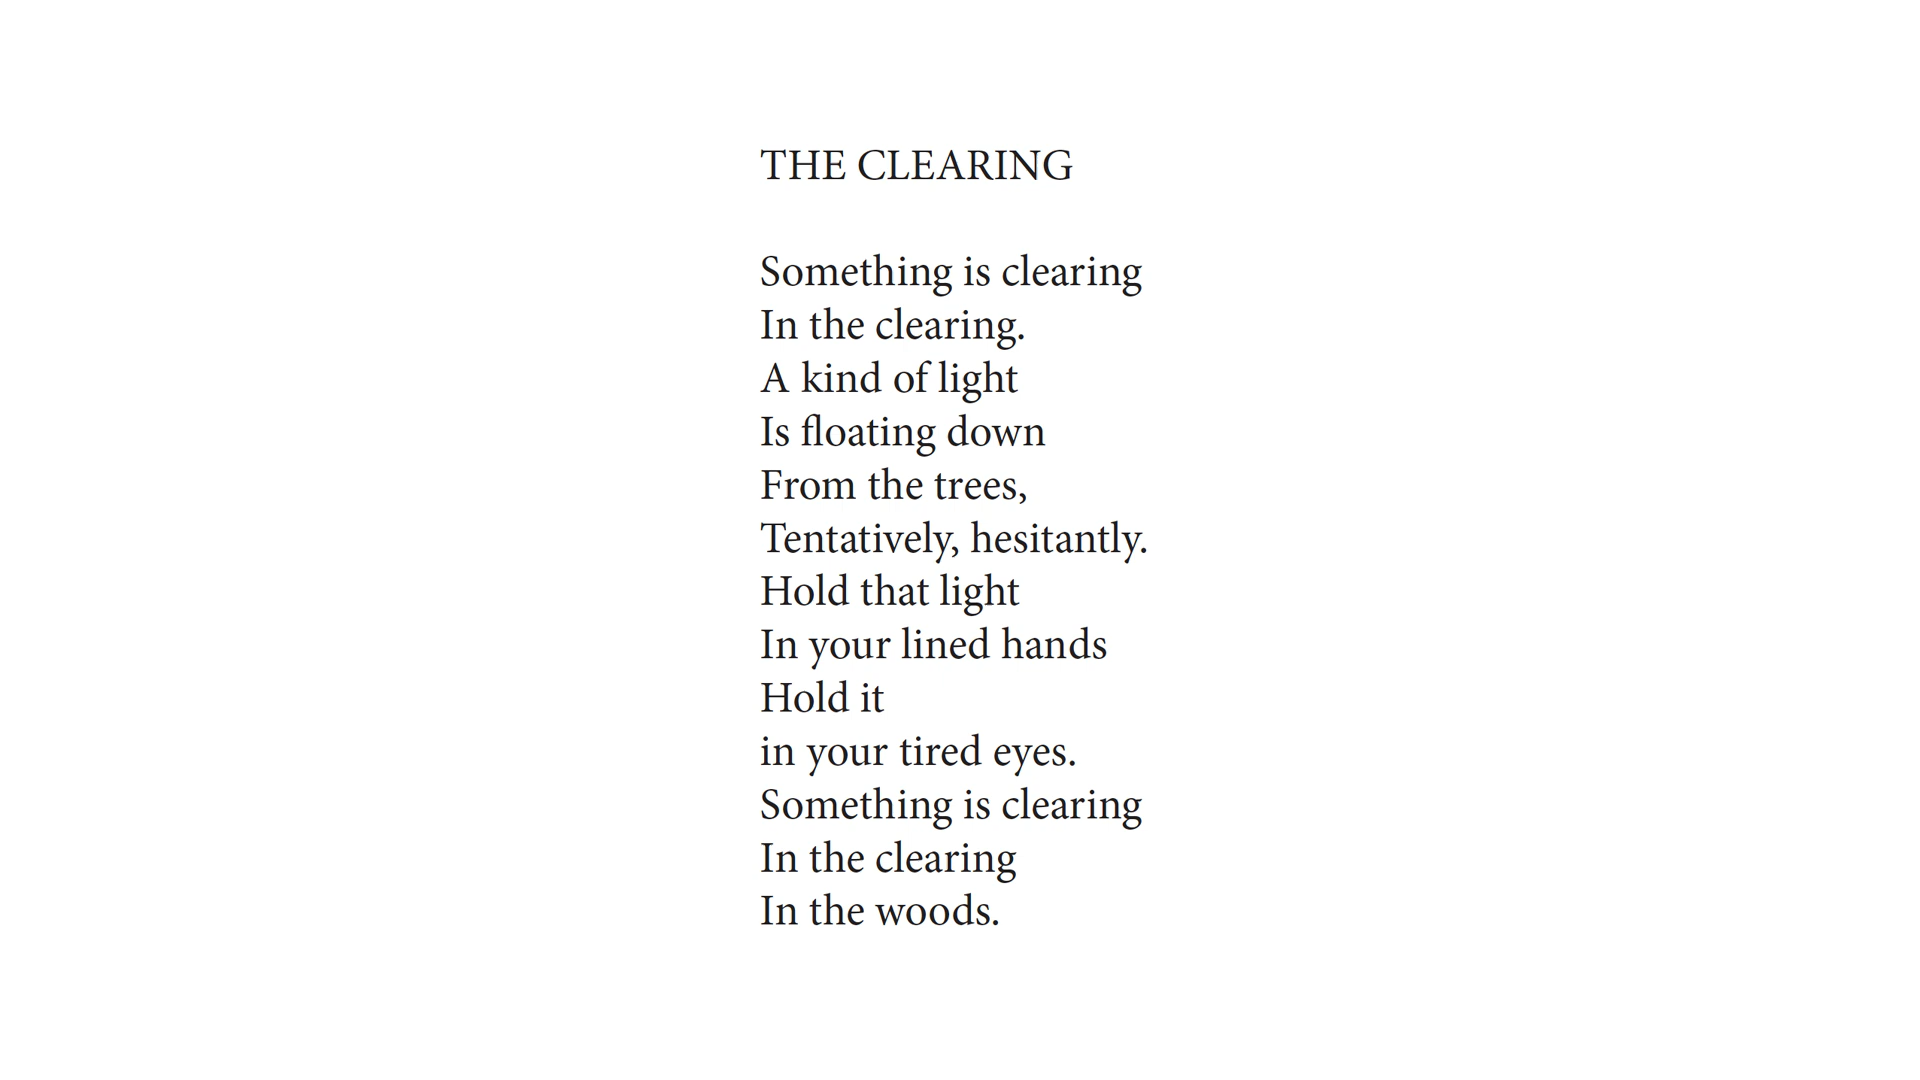 THE CLEARING
Something is clearing
In the clearing.
A kind of light
Is floating down
From the trees,
Tentatively, hesitantly.
Hold that light
In your lined hands
Hold it
in your tired eyes.
Something is clearing
In the clearing
In the woods.